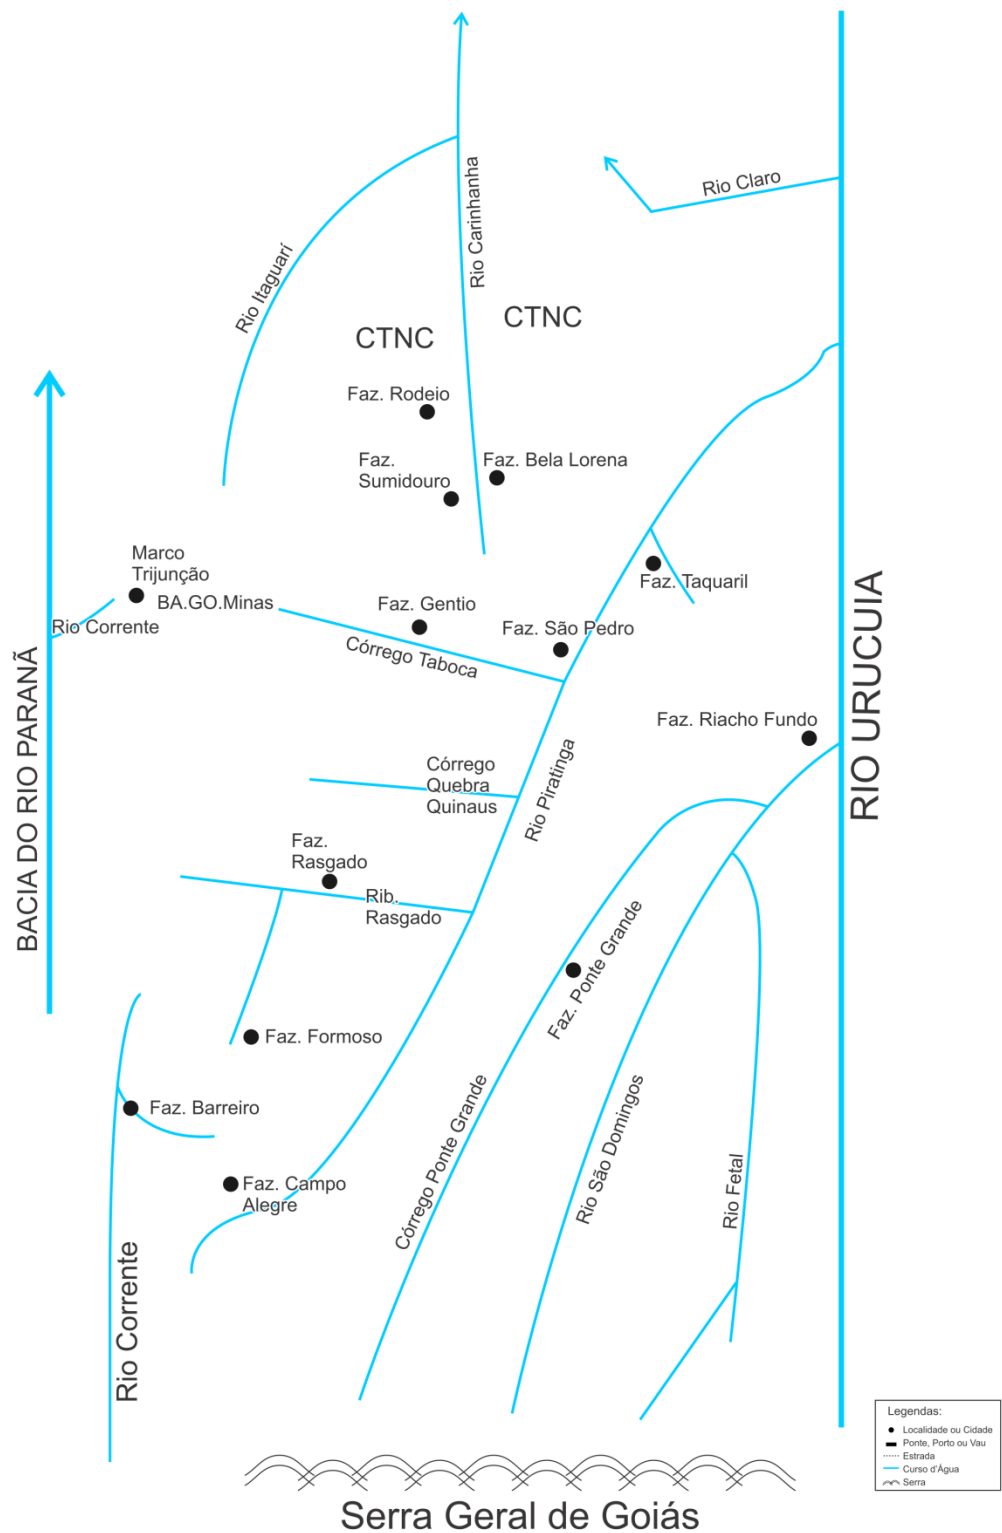 Rio Claro
Rio Carinhanha
Rio Itaguarí
CTNC
CTNC
Faz. Rodeio
Faz.
Sumidouro
Faz. Bela Lorena
Marco
Trijunção
BA.GO.Minas
Rio Corrente
Faz. Gentio
Córrego Taboca
Faz. São Pedro
Faz. Taquaril
RIO URUCUIA
BACIA DO RIO PARANÃ
Faz. Riacho Fundo
Córrego
Quebra
Quinaus
Rio Piratinga
Faz.
Rasgado
Rib.
Rasgado
Faz. Ponte Grande
Faz. Formoso
Faz. Barreiro
Faz. Campo
Alegre
Córrego Ponte Grande
Rio São Domingos
Rio Fetal
Rio Corrente
Serra Geral de Goiás
Legendas:
Localidade ou Cidade
Ponte, Porto ou Vau
Estrada
Curso d'Água
Serra